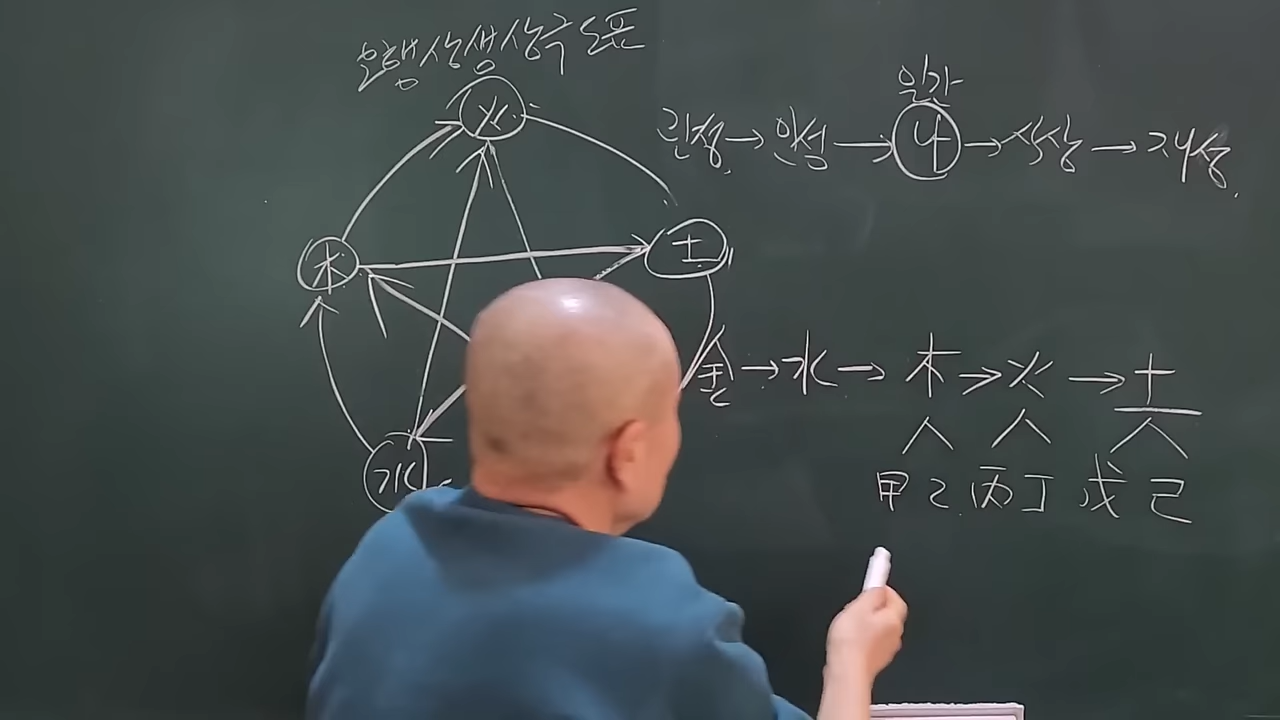 오행상생상극도표
火
土
木
水
일간
관성→인성→나→식상→재성
金→水→木→火→土
甲乙丙丁戊己